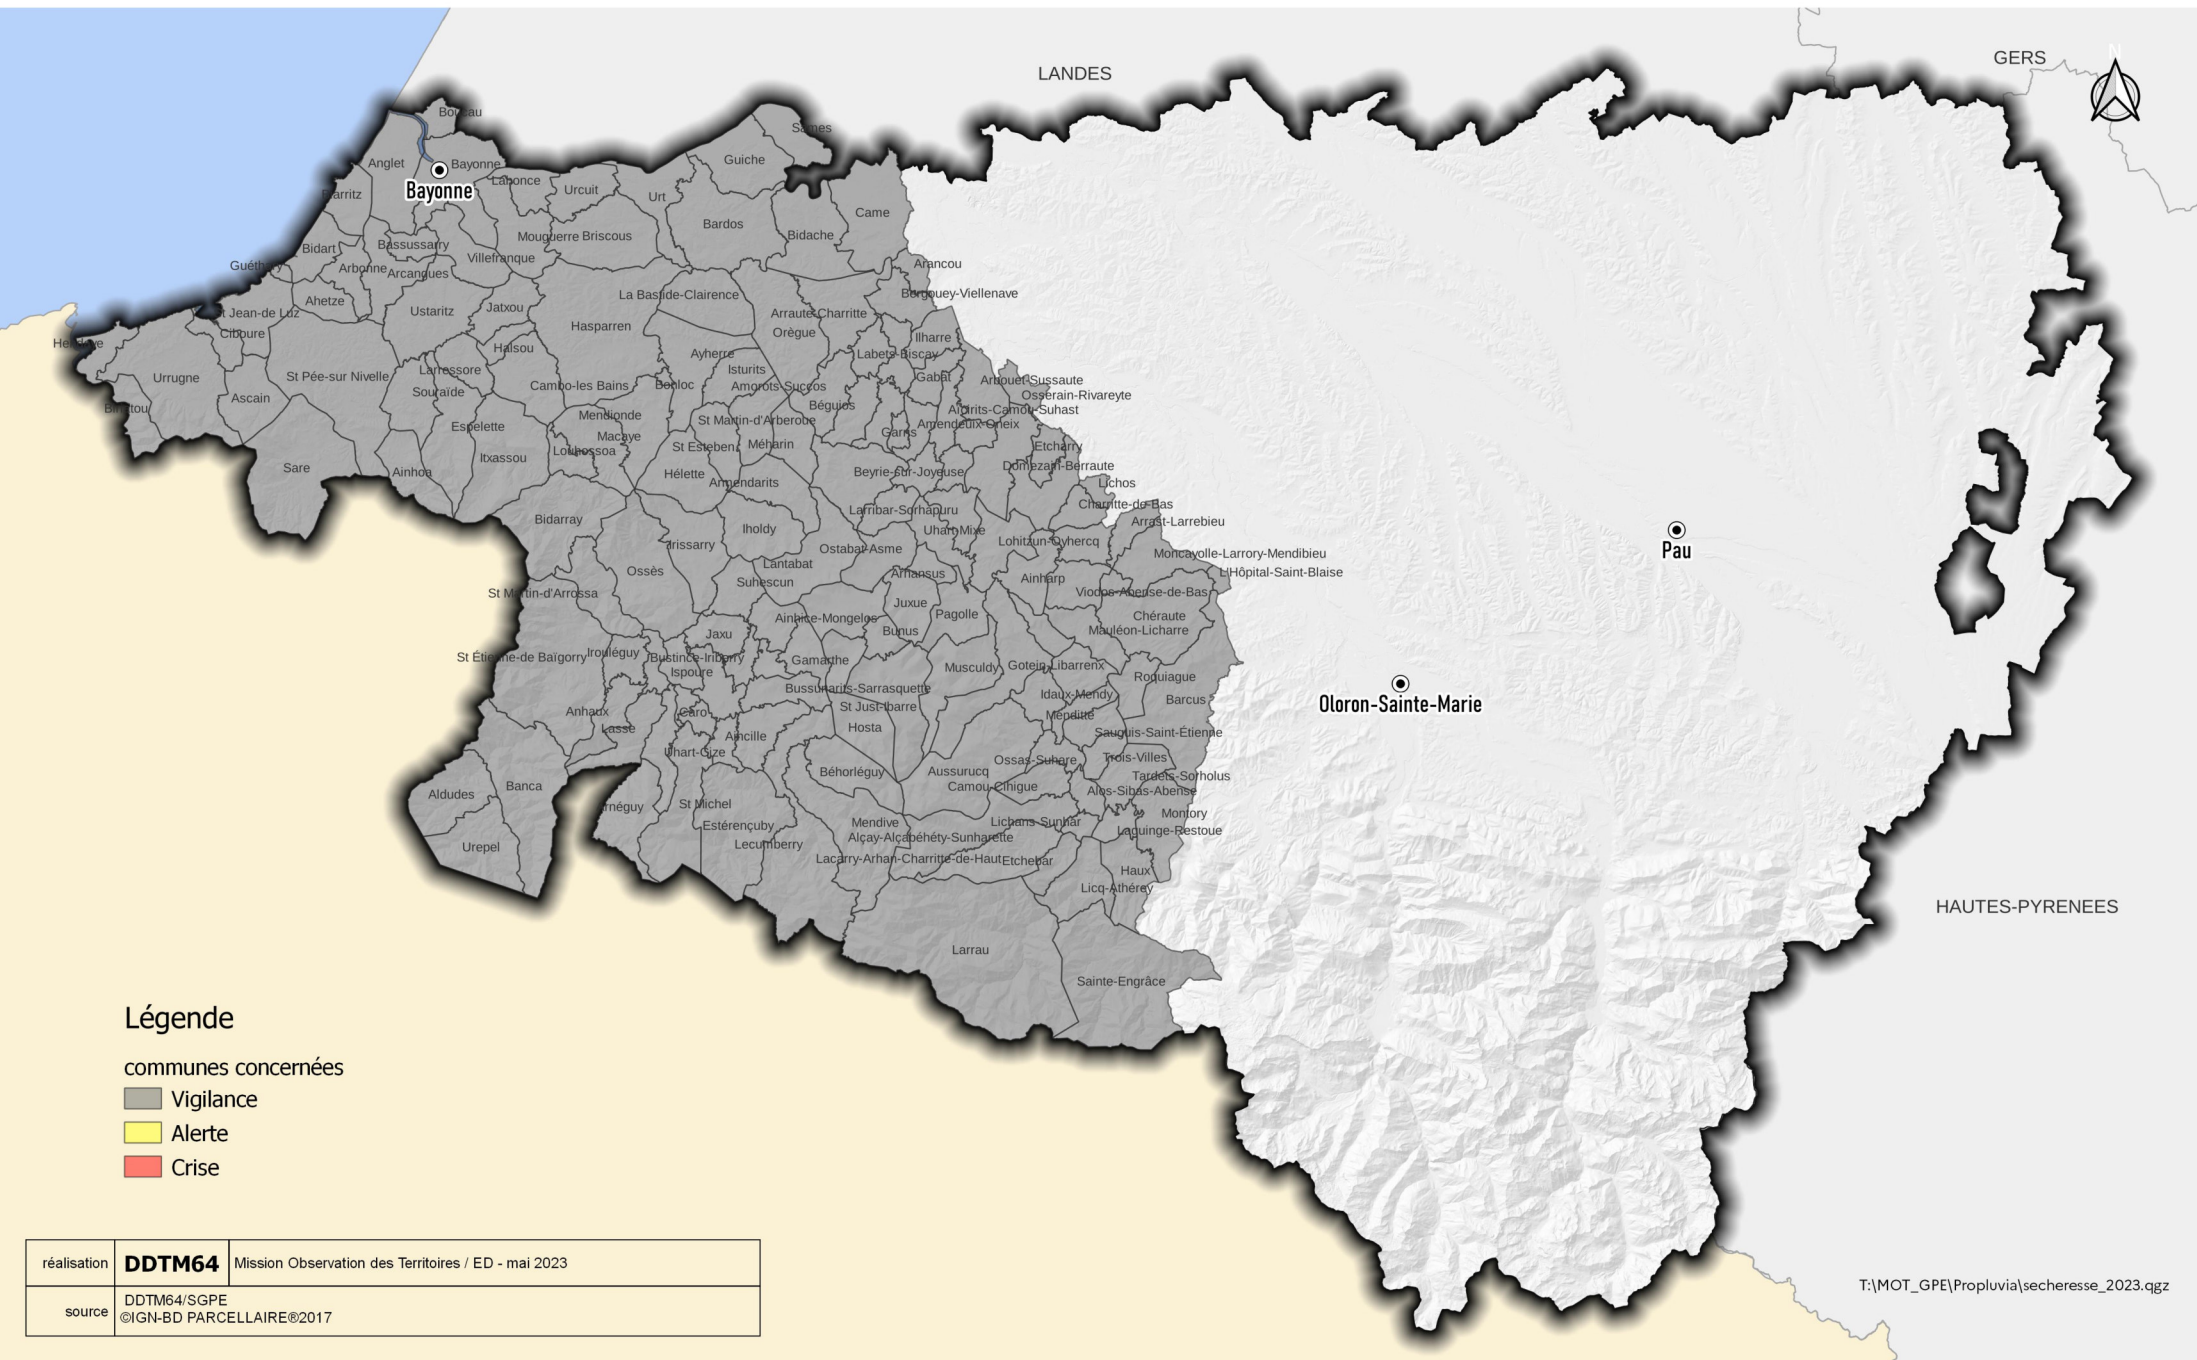 LANDES
GERS
N
Boucau
Sames
Guiche
Anglet
Bayonne
Bayonne
Lahonce
Urcuit
Urt
Biarritz
Came
Bardos
Bidache
Mouguerre
Briscous
Bidart
Bassussarry
Villefranque
Guéthary
Arbonne
Arcangues
Arancou
Bergouey-Viellenave
La Bastide-Clairence
Ahetze
Ustaritz
Jatxou
St Jean-de Luz
Arraute-Charritte
Hasparren
Orègue
Ciboure
Hendaye
Ilharre
Halsou
Ayherre
Labets-Biscay
Larressore
Isturits
Urrugne
St Pée-sur Nivelle
Gabat
Arbouet-Sussaute
Cambo-les Bains
Bonloc
Amorots-Succos
Souraïde
Osserain-Rivareyte
Ascain
Béguios
Aïcirits-Camou-Suhast
Biriatou
Mendionde
St Martin-d'Arberoue
Amendeuix-Oneix
Espelette
Garris
Macaye
St Esteben
Méharin
Etcharry
Louhossoa
Itxassou
Domezain-Berraute
Sare
Ainhoa
Hélette
Beyrie-sur-Joyeuse
Armendarits
Lichos
Charritte-de-Bas
Larribar-Sorhapuru
Bidarray
Arrast-Larrebieu
Iholdy
Uhart-Mixe
Pau
Irissarry
Lohitzun-Oyhercq
Ostabat-Asme
Moncayolle-Larrory-Mendibieu
Lantabat
Ossès
Arhansus
L'Hôpital-Saint-Blaise
Suhescun
Ainharp
St Martin-d'Arrossa
Viodos-Abense-de-Bas
Juxue
Pagolle
Chéraute
Ainhice-Mongelos
Bunus
Mauléon-Licharre
Jaxu
St Étienne-de Baïgorry
Irouléguy
Bustince-Iriberry
Gamarthe
Musculdy
Gotein-Libarrenx
Ispoure
Roquiague
Bussunarits-Sarrasquette
Idaux-Mendy
Barcus
Oloron-Sainte-Marie
St Just-Ibarre
Anhaux
Caro
Menditte
Lasse
Hosta
Aincille
Sauguis-Saint-Étienne
Uhart-Cize
Ossas-Suhare
Trois-Villes
Béhorléguy
Aussurucq
Tardets-Sorholus
Banca
Camou-Cihigue
Aldudes
Alos-Sibas-Abense
Arnéguy
St Michel
Montory
Estérençuby
Mendive
Lichans-Sunhar
Laguinge-Restoue
Alçay-Alçabéhéty-Sunharette
Urepel
Lecumberry
Lacarry-Arhan-Charritte-de-Haut
Etchebar
Haux
Licq-Athérey
HAUTES-PYRENEES
Larrau
Sainte-Engrâce
Légende
communes concernées
Vigilance
Alerte
Crise
réalisation DDTM64 Mission Observation des Territoires / ED - mai 2023
source DDTM64/SGPE
©IGN-BD PARCELLAIRE®2017
T:\MOT_GPE\Propluvia\secheresse_2023.qgz